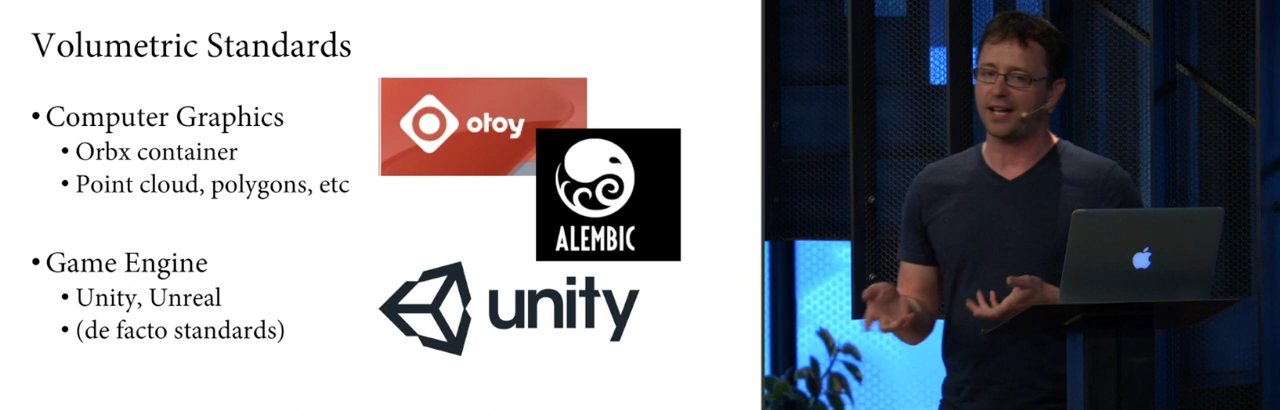 Volumetric Standards
• Computer Graphics
• Orbx container
• Point cloud, polygons, etc
• Game Engine
• Unity, Unreal
• (de facto standards)
otoy
ALEMBIC
unity